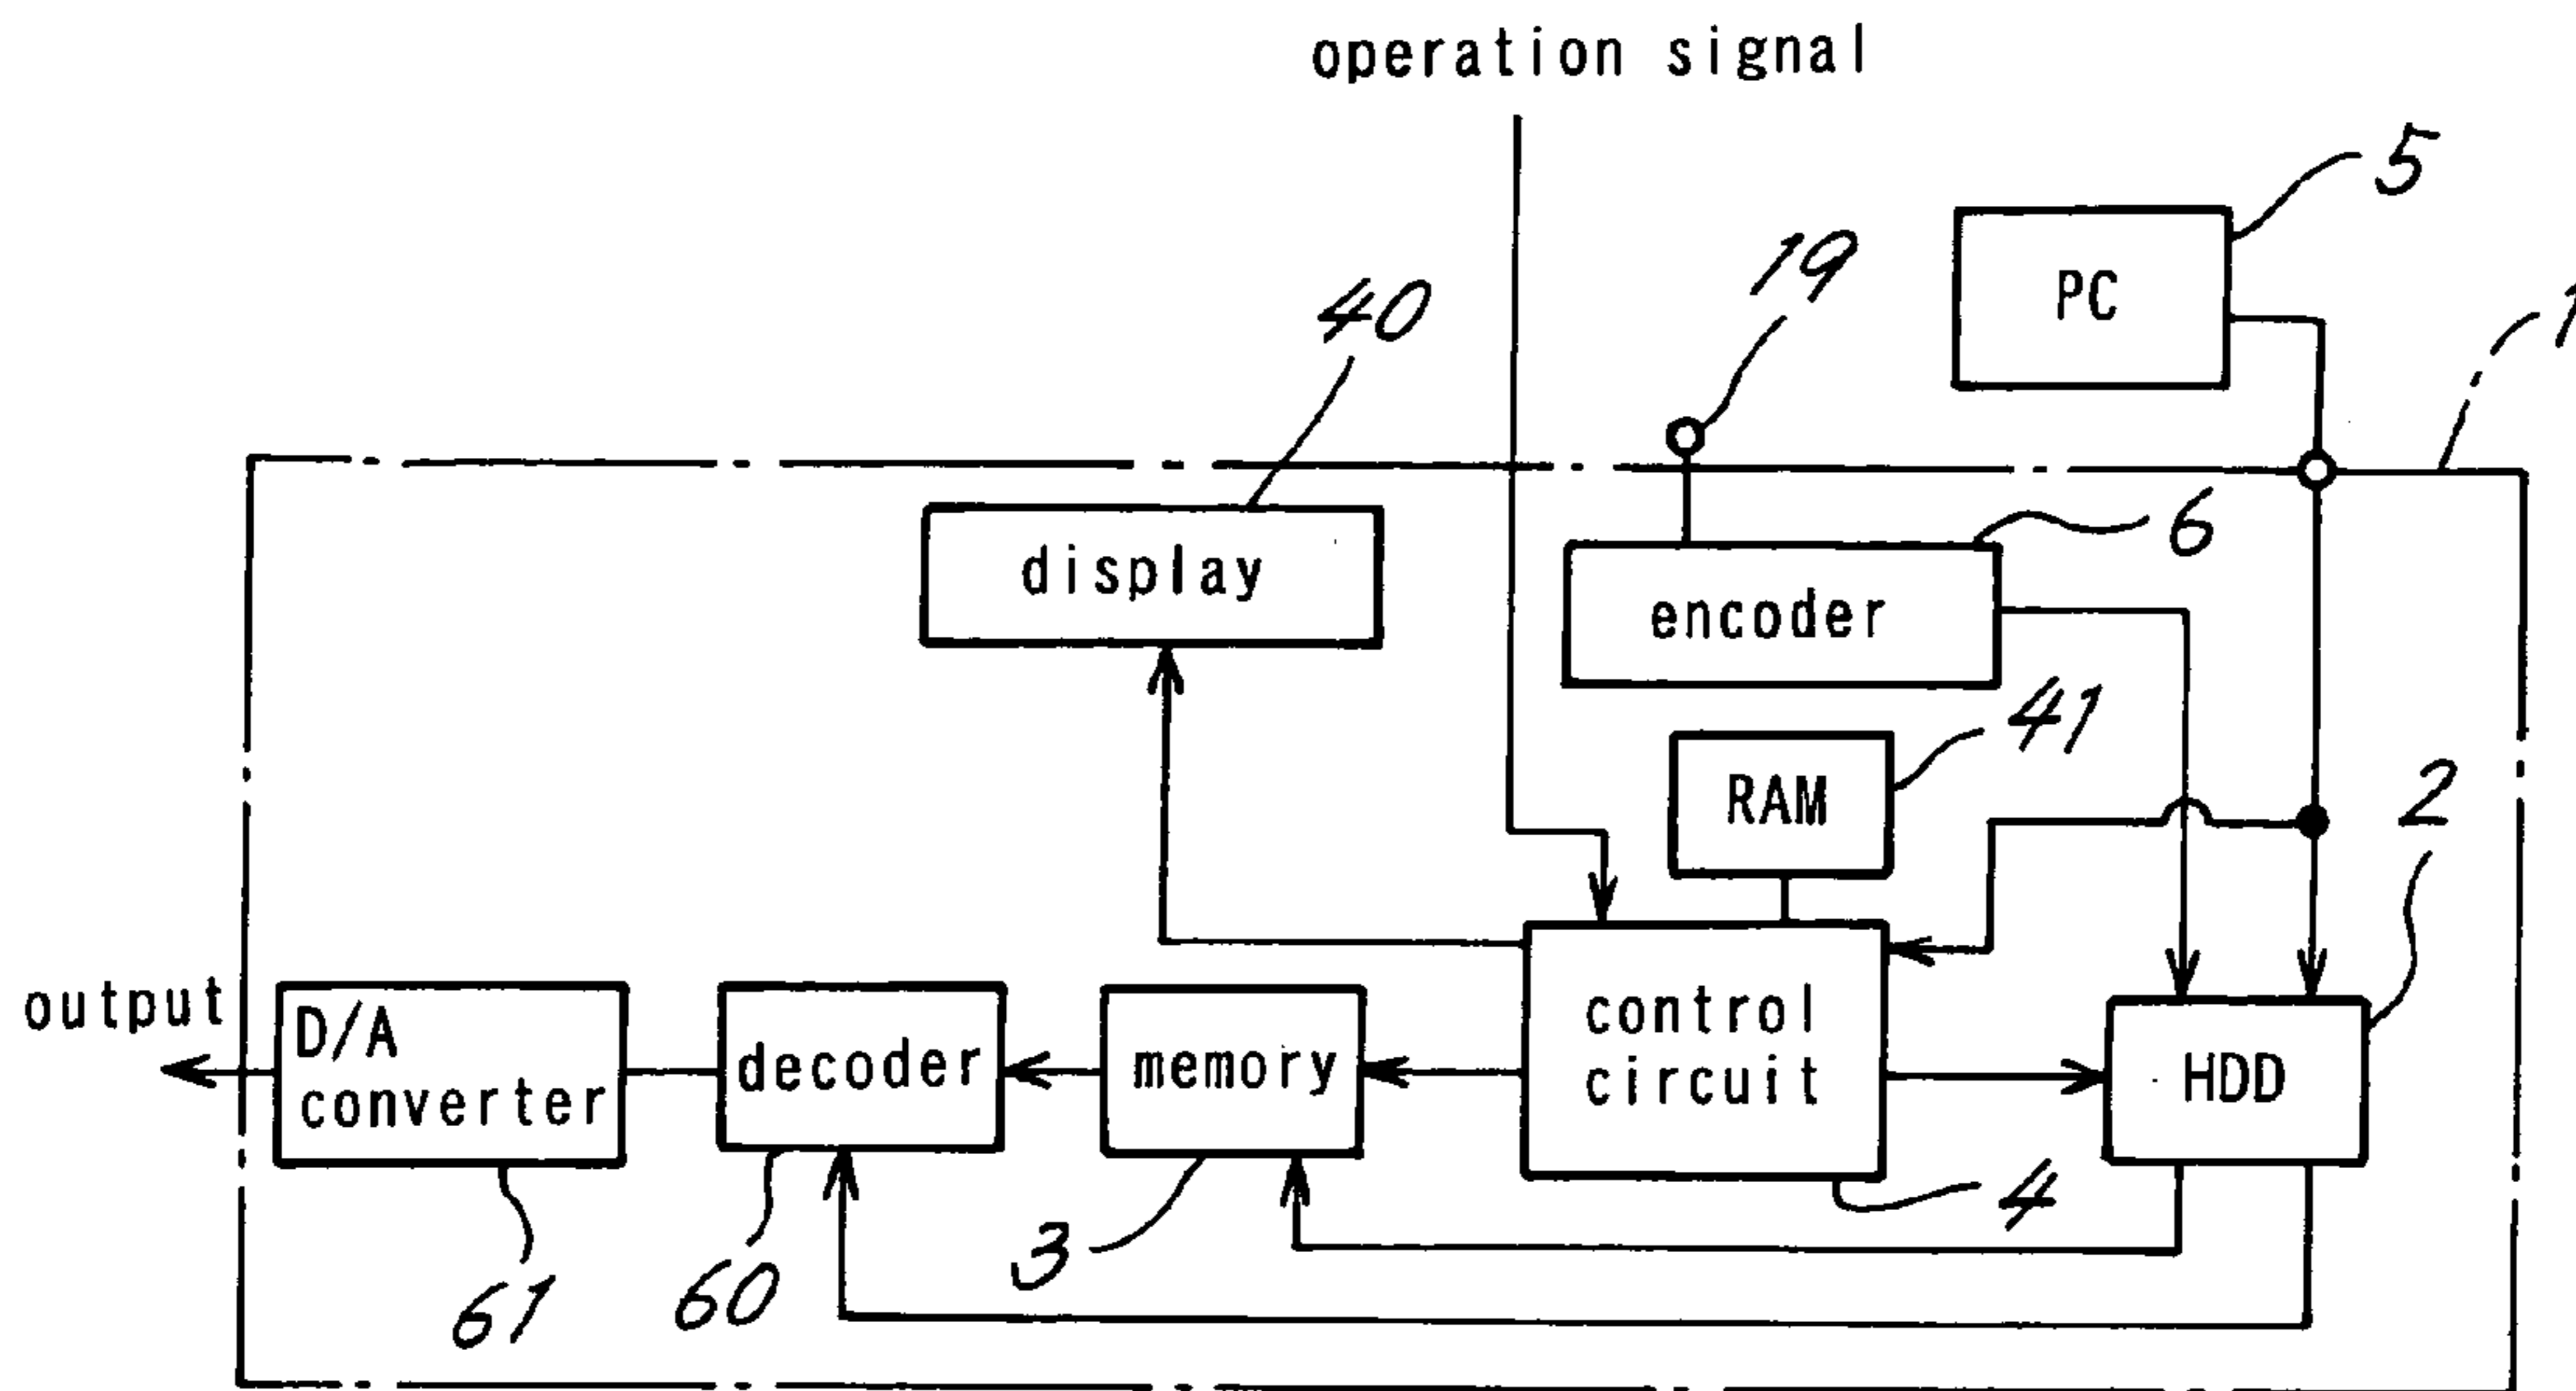 operation signal
5
PC
19
40
1
6
display
encoder
41
RAM
2
output
D/A
converter
decoder
memory
control
circuit
HDD
4
3
60
61